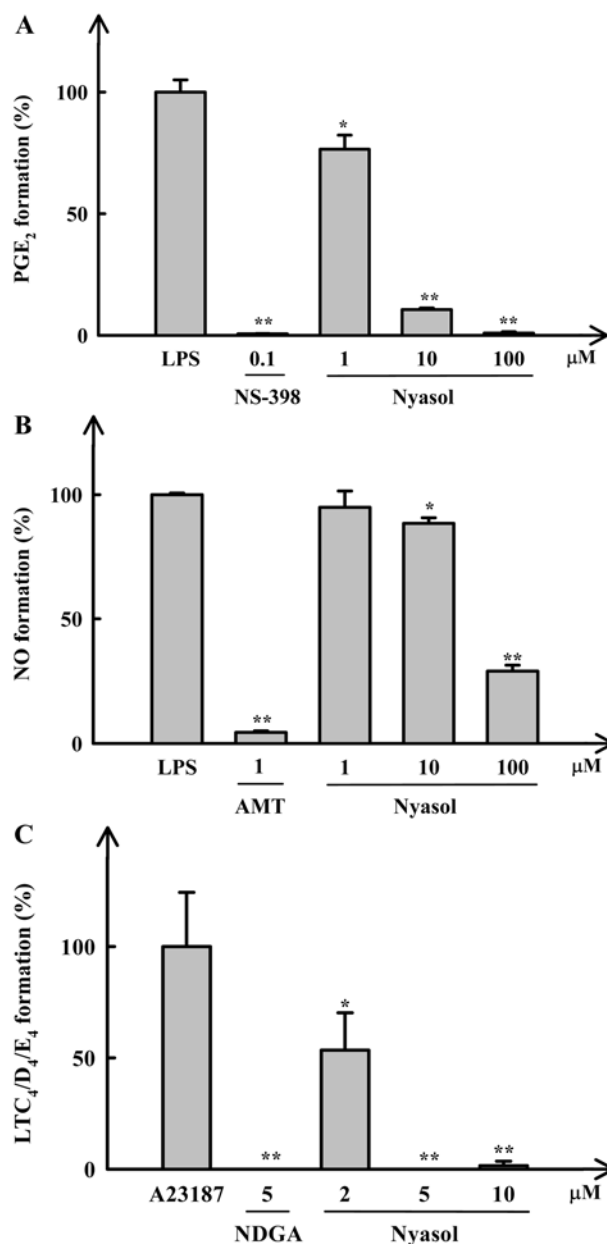 A
PGE₂ formation (%)
100
50
0
*
** ** **
LPS 0.1 1 10 100 μM
NS-398 Nyasol
B
NO formation (%)
100
50
0
*
** **
LPS 1 1 10 100 μM
AMT Nyasol
C
LTC₄/D₄/E₄ formation (%)
100
50
0
*
** ** **
A23187 5 2 5 10 μM
NDGA Nyasol